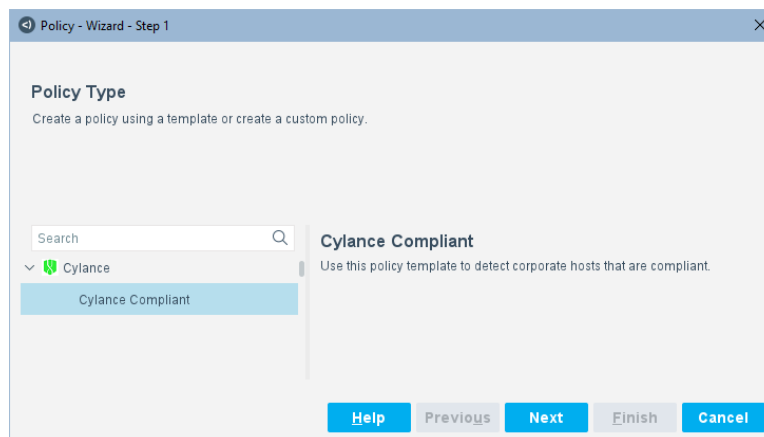 Policy - Wizard - Step 1
Policy Type
Create a policy using a template or create a custom policy.
Search
Cylance
Cylance Compliant
Cylance Compliant
Use this policy template to detect corporate hosts that are compliant.
Help
Previous
Next
Finish
Cancel